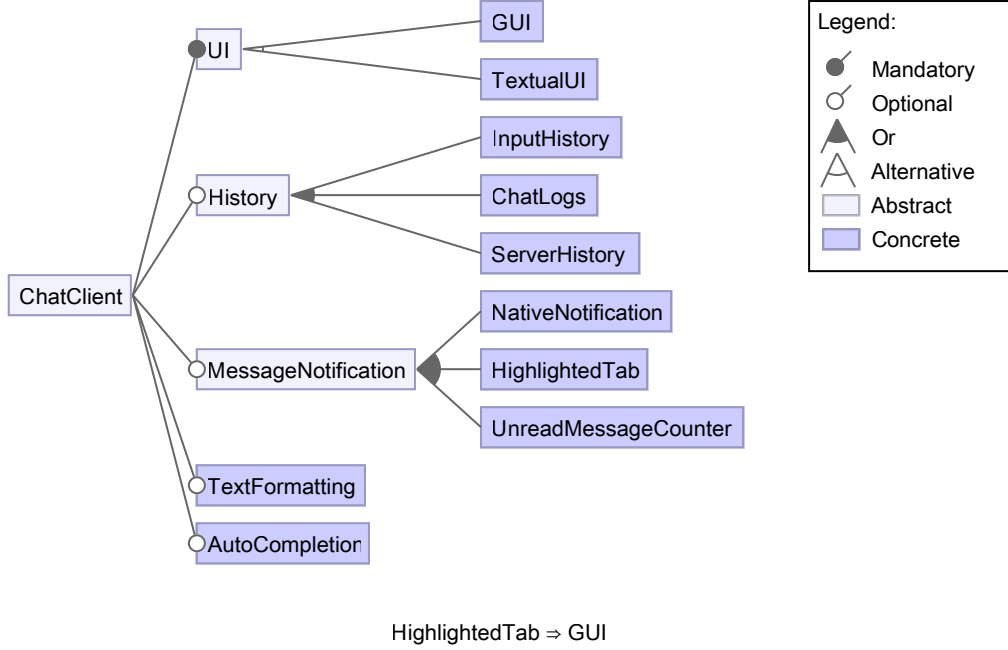 ChatClient
UI
GUI
TextualUI
History
InputHistory
ChatLogs
ServerHistory
MessageNotification
NativeNotification
HighlightedTab
UnreadMessageCounter
TextFormatting
AutoCompletion
Legend:
Mandatory
Optional
Or
Alternative
Abstract
Concrete
HighlightedTab ⇒ GUI